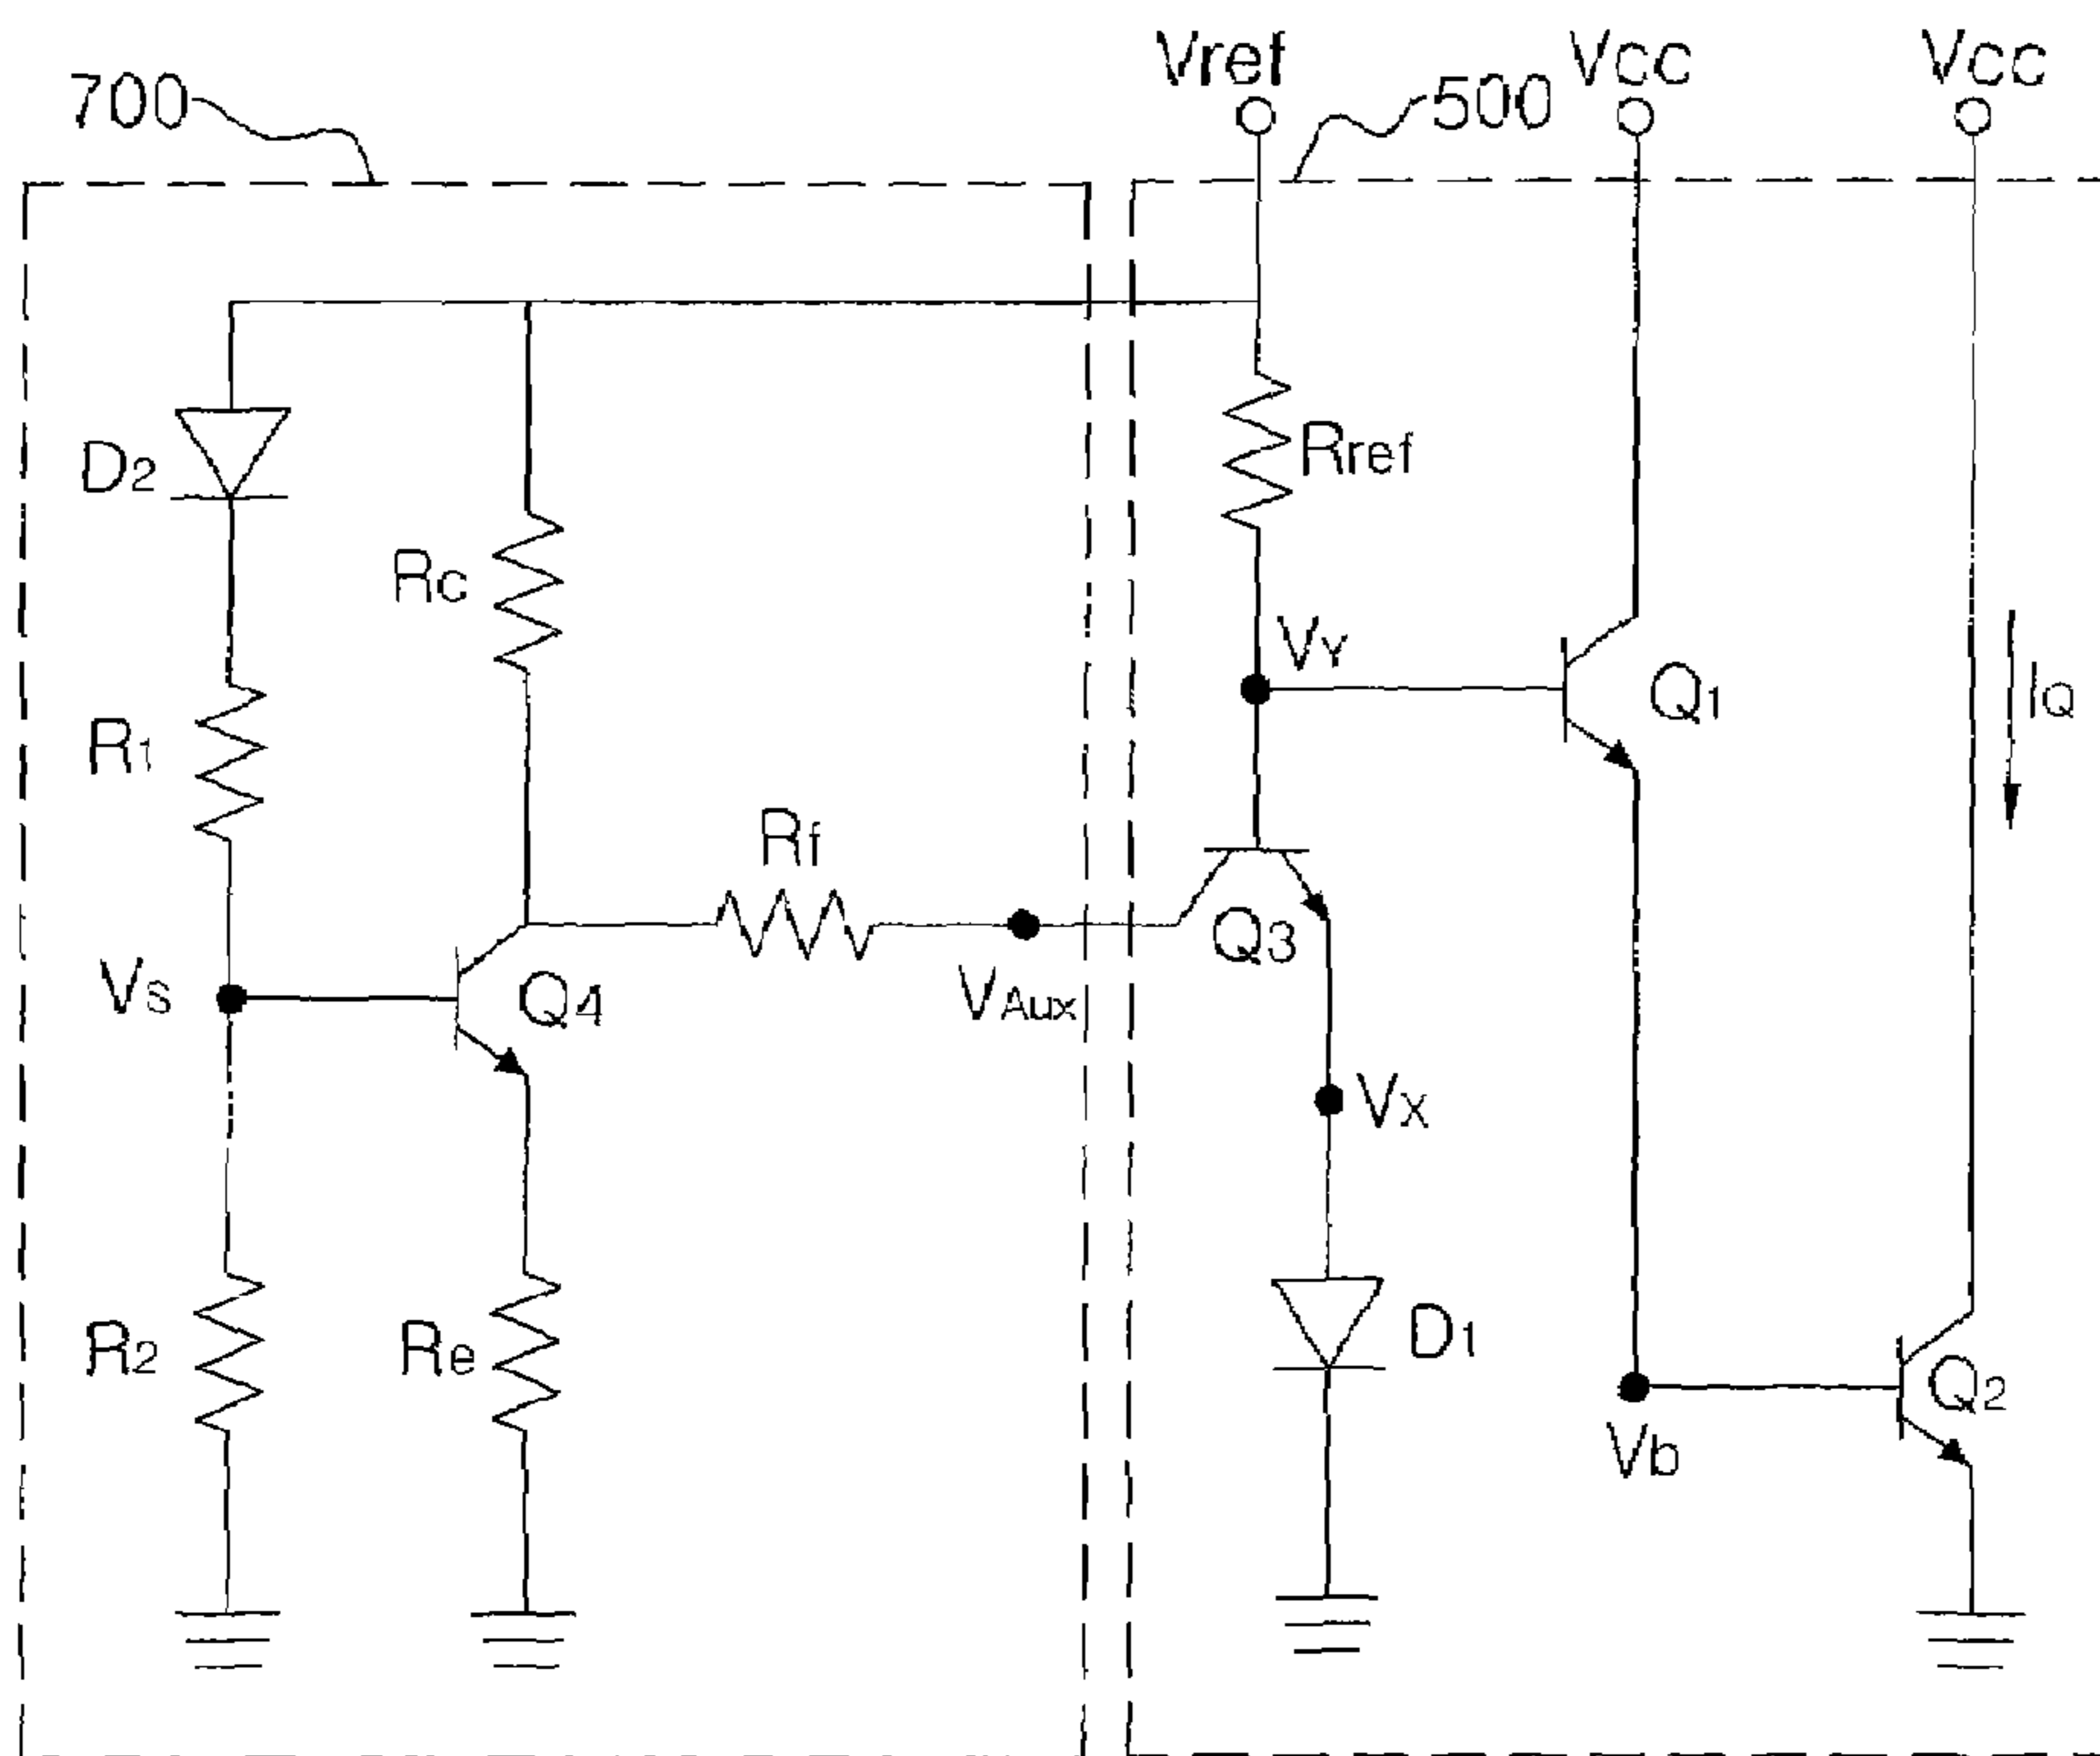 Vref
Vcc
Vcc
700
500
D2
Rref
Rc
VY
Q1
IQ
R1
Rf
Q3
Vs
Q4
VAux
Vx
D1
R2
Re
Q2
Vb